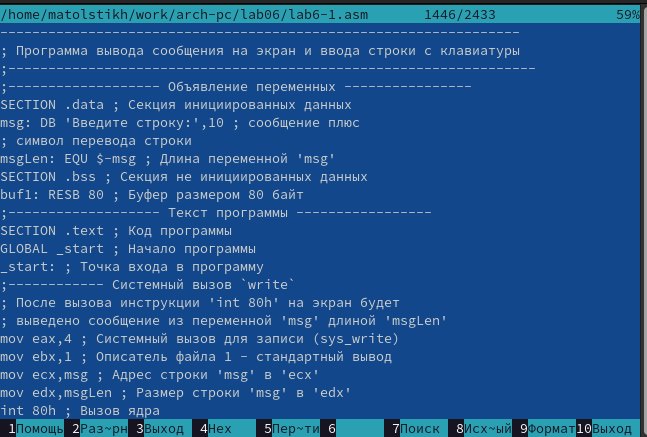 /home/matolstikh/work/arch-pc/lab06/lab6-1.asm 1446/2433 59%
-----------------------------------------------------------------
; Программа вывода сообщения на экран и ввода строки с клавиатуры
;------------------------------------------------------------------
;------------------- Объявление переменных ----------------
SECTION .data ; Секция инициированных данных
msg: DB 'Введите строку:',10 ; сообщение плюс
; символ перевода строки
msgLen: EQU $-msg ; Длина переменной 'msg'
SECTION .bss ; Секция не инициированных данных
buf1: RESB 80 ; Буфер размером 80 байт
;------------------- Текст программы -----------------
SECTION .text ; Код программы
GLOBAL _start ; Начало программы
_start: ; Точка входа в программу
;------------ Системный вызов `write`
; После вызова инструкции 'int 80h' на экран будет
; выведено сообщение из переменной 'msg' длиной 'msgLen'
mov eax,4 ; Системный вызов для записи (sys_write)
mov ebx,1 ; Описатель файла 1 - стандартный вывод
mov ecx,msg ; Адрес строки 'msg' в 'ecx'
mov edx,msgLen ; Размер строки 'msg' в 'edx'
int 80h ; Вызов ядра
1Помощь 2Раз~рн 3Выход 4Hex 5Пер~ти 6 7Поиск 8Исх~ый 9Формат 10Выход